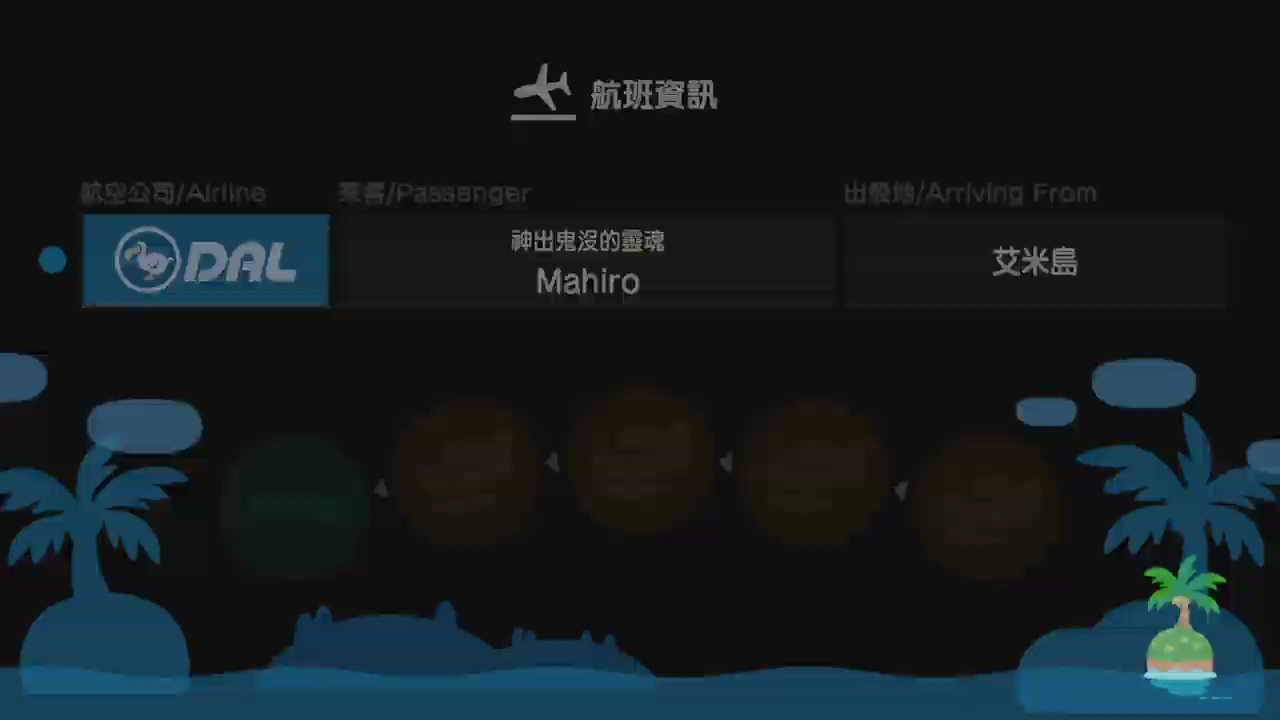 航班資訊
航空公司/Airline
乘客/Passenger
出發地/Arriving From
DAL
神出鬼沒的靈魂
Mahiro
艾米島